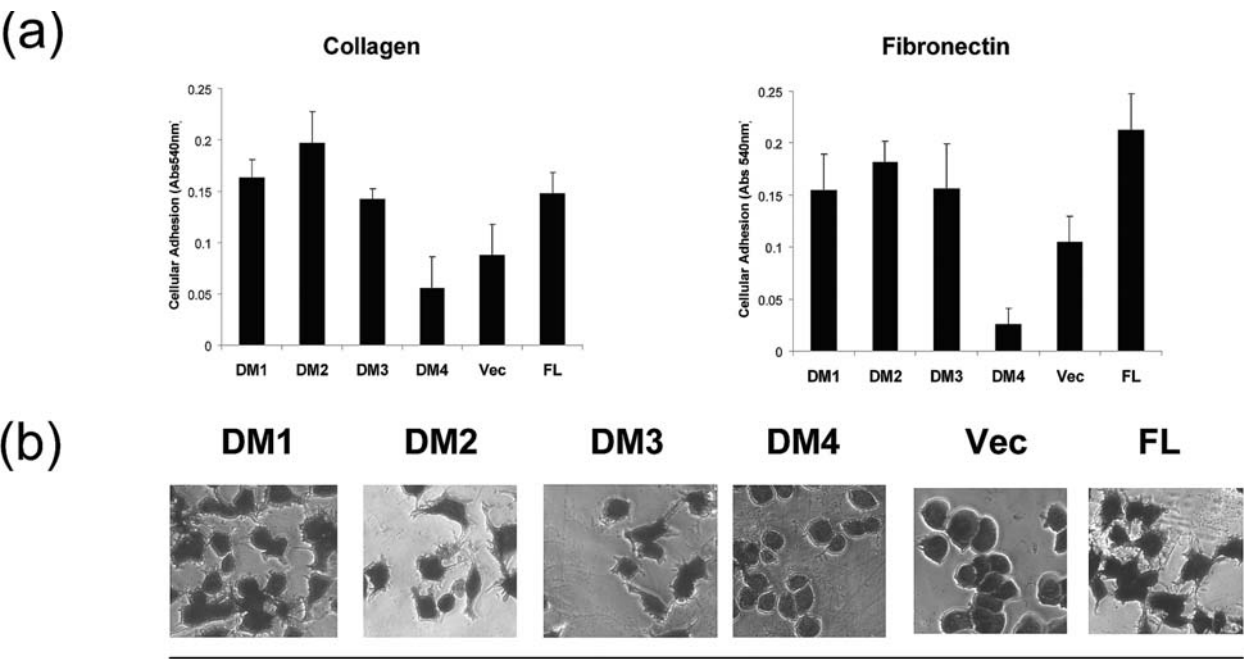 (a)
Collagen
Cellular Adhesion (Abs540nm)
0.25
0.2
0.15
0.1
0.05
0
DM1 DM2 DM3 DM4 Vec FL
Fibronectin
Cellular Adhesion (Abs 540nm)
0.25
0.2
0.15
0.1
0.05
0
DM1 DM2 DM3 DM4 Vec FL
(b)
DM1 DM2 DM3 DM4 Vec FL